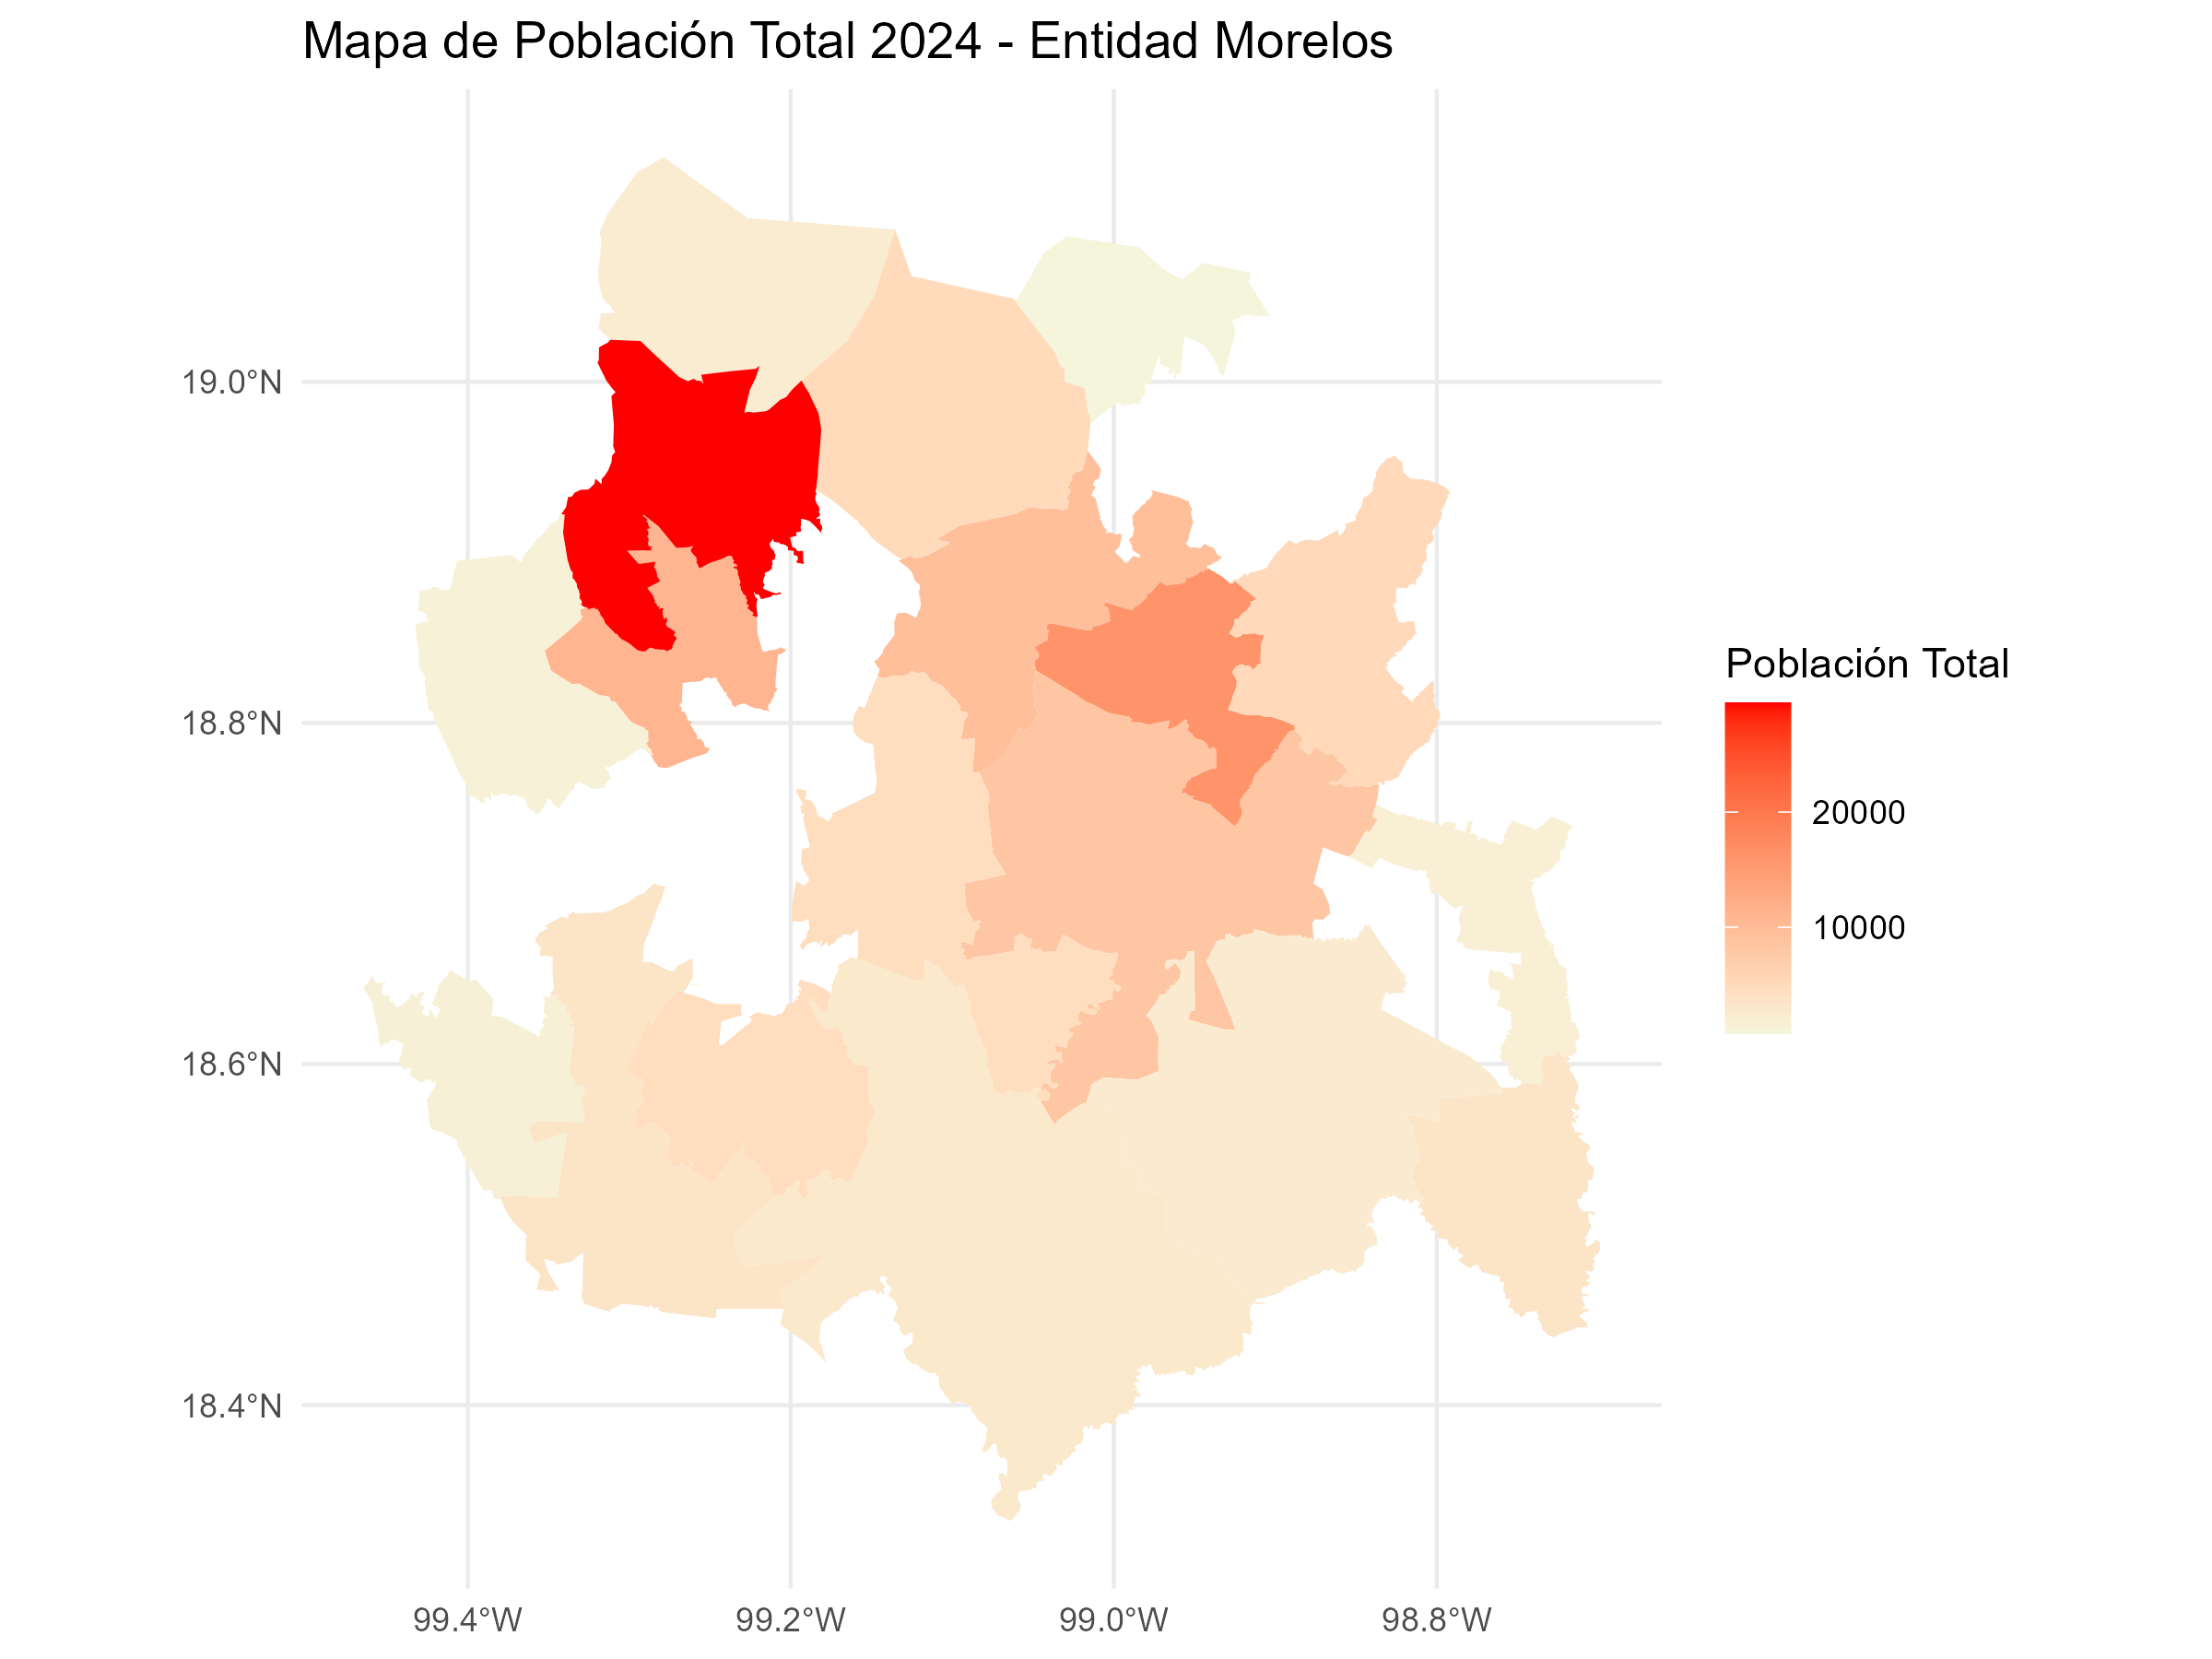 Mapa de Población Total 2024 - Entidad Morelos
19.0°N
18.8°N
18.6°N
18.4°N
99.4°W
99.2°W
99.0°W
98.8°W
Población Total
20000
10000